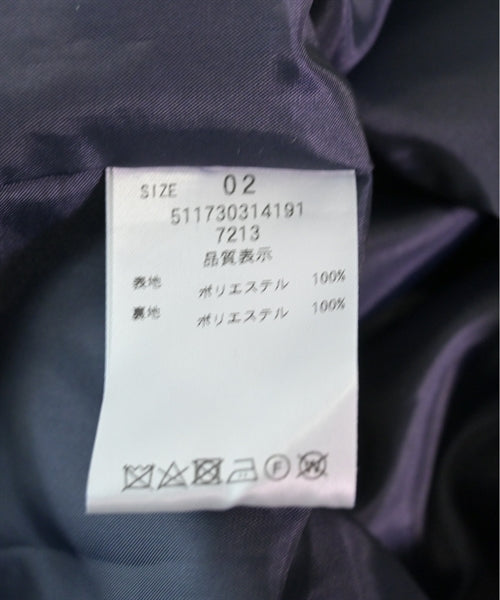 SIZE 02
511730314191
7213
品質表示
表地 ポリエステル 100%
裏地 ポリエステル 100%
F W